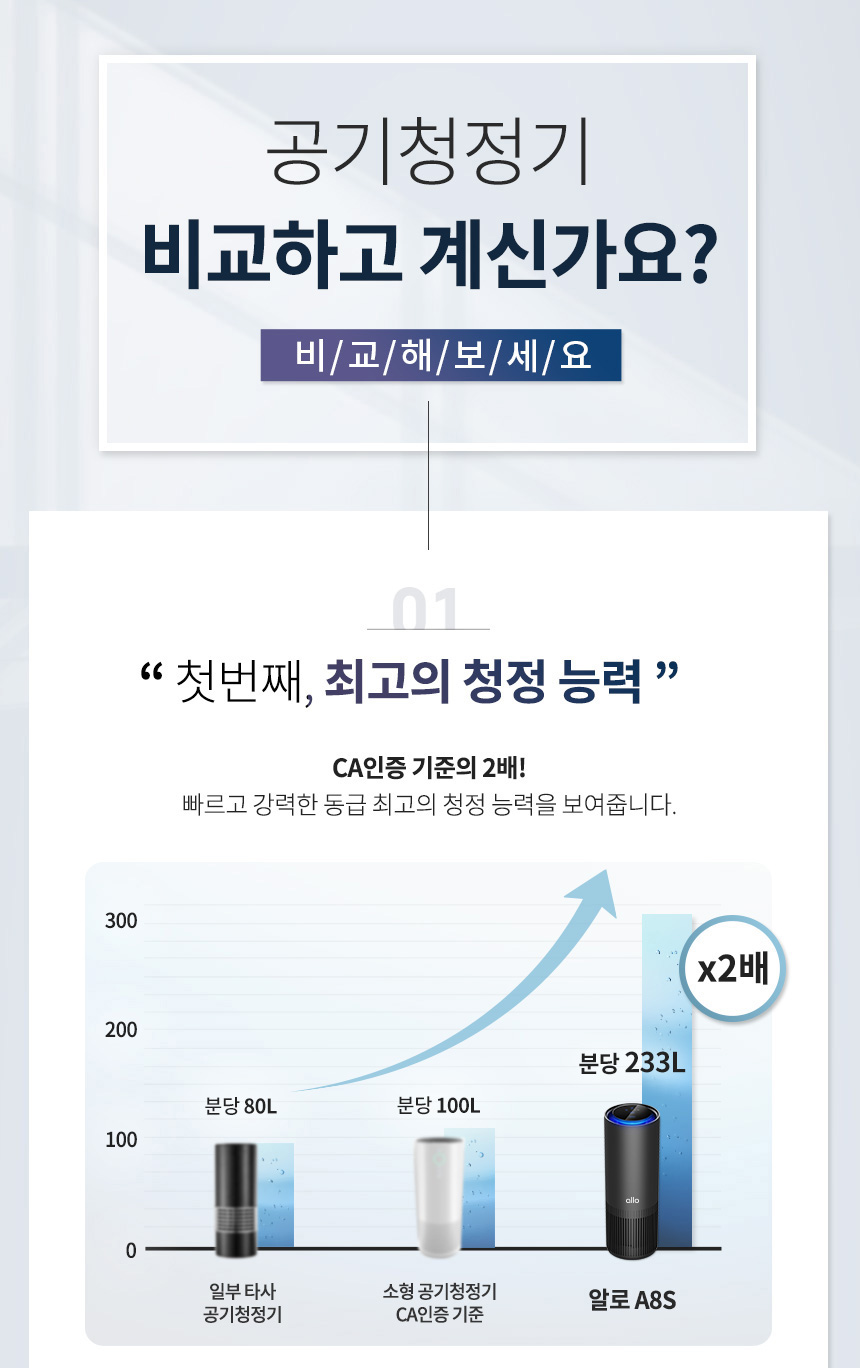 공기청정기
비교하고 계신가요?
비/교/해/보/세/요
01
“ 첫번째, 최고의 청정 능력 ”
CA인증 기준의 2배!
빠르고 강력한 동급 최고의 청정 능력을 보여줍니다.
300
x2배
200
분당 233L
분당 80L
분당 100L
100
allo
0
일부 타사
공기청정기
소형 공기청정기
CA인증 기준
알로 A8S